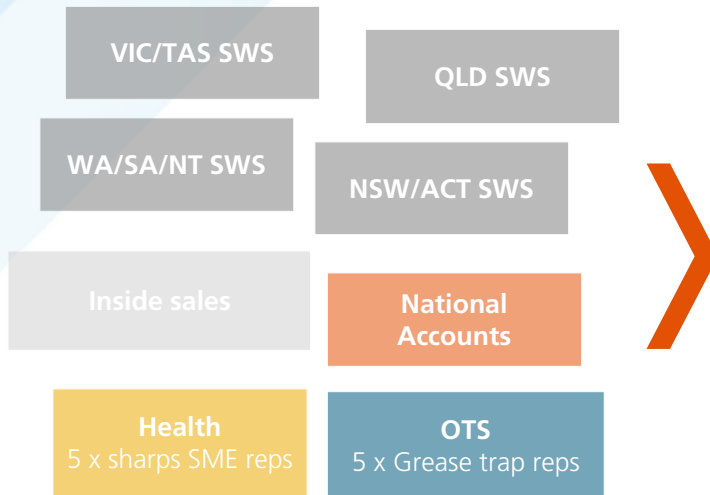 VIC/TAS SWS
QLD SWS
WA/SA/NT SWS
NSW/ACT SWS
Inside sales
National
Accounts
Health
5 x sharps SME reps
OTS
5 x Grease trap reps